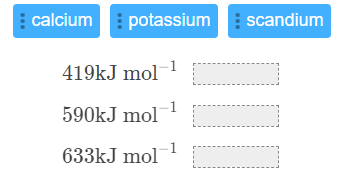 calcium potassium scandium
419kJ mol⁻¹
590kJ mol⁻¹
633kJ mol⁻¹